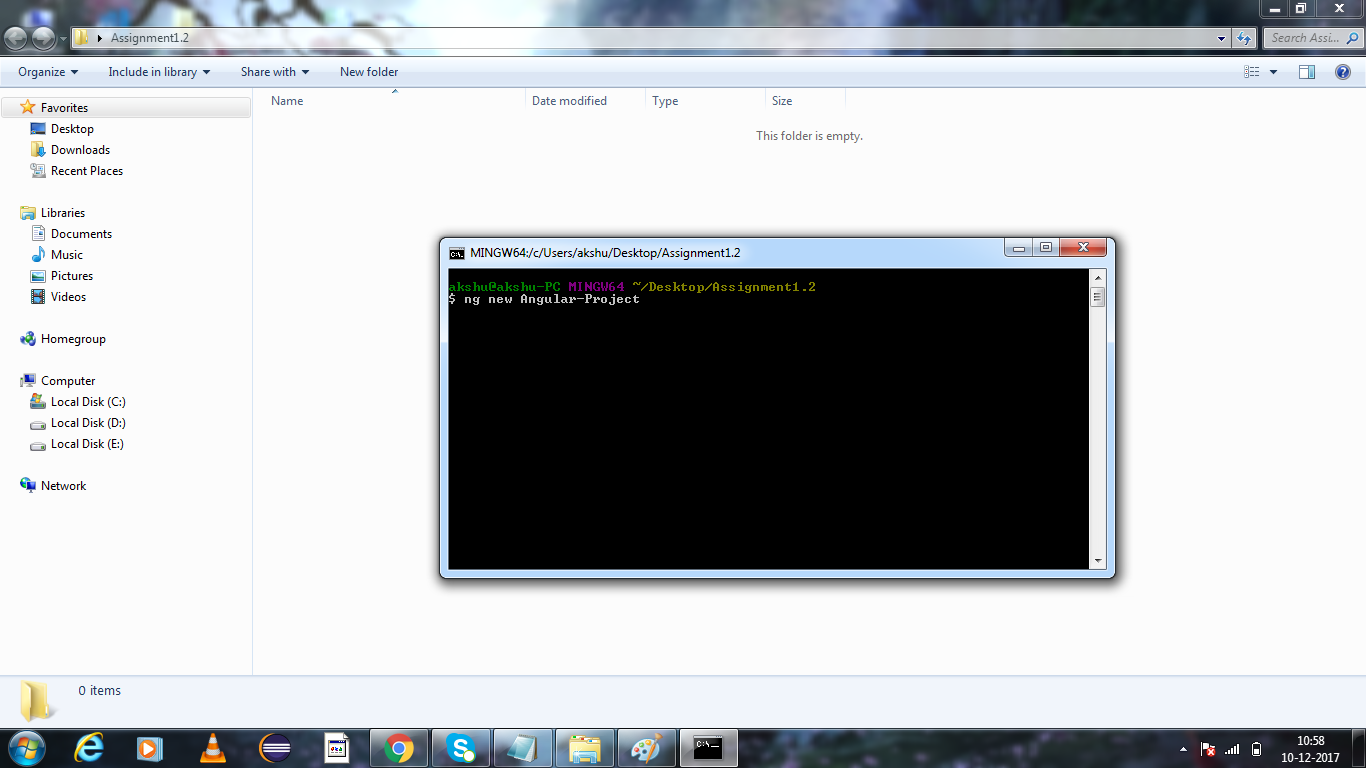 Assignment1.2
Search Assi...
Organize
Include in library
Share with
New folder
Name
Date modified
Type
Size
This folder is empty.
Favorites
Desktop
Downloads
Recent Places
Libraries
Documents
Music
Pictures
Videos
Homegroup
Computer
Local Disk (C:)
Local Disk (D:)
Local Disk (E:)
Network
MINGW64:/c/Users/akshu/Desktop/Assignment1.2
akshu@akshu-PC MINGW64 ~/Desktop/Assignment1.2
$ ng new Angular-Project
0 items
10:58
10-12-2017